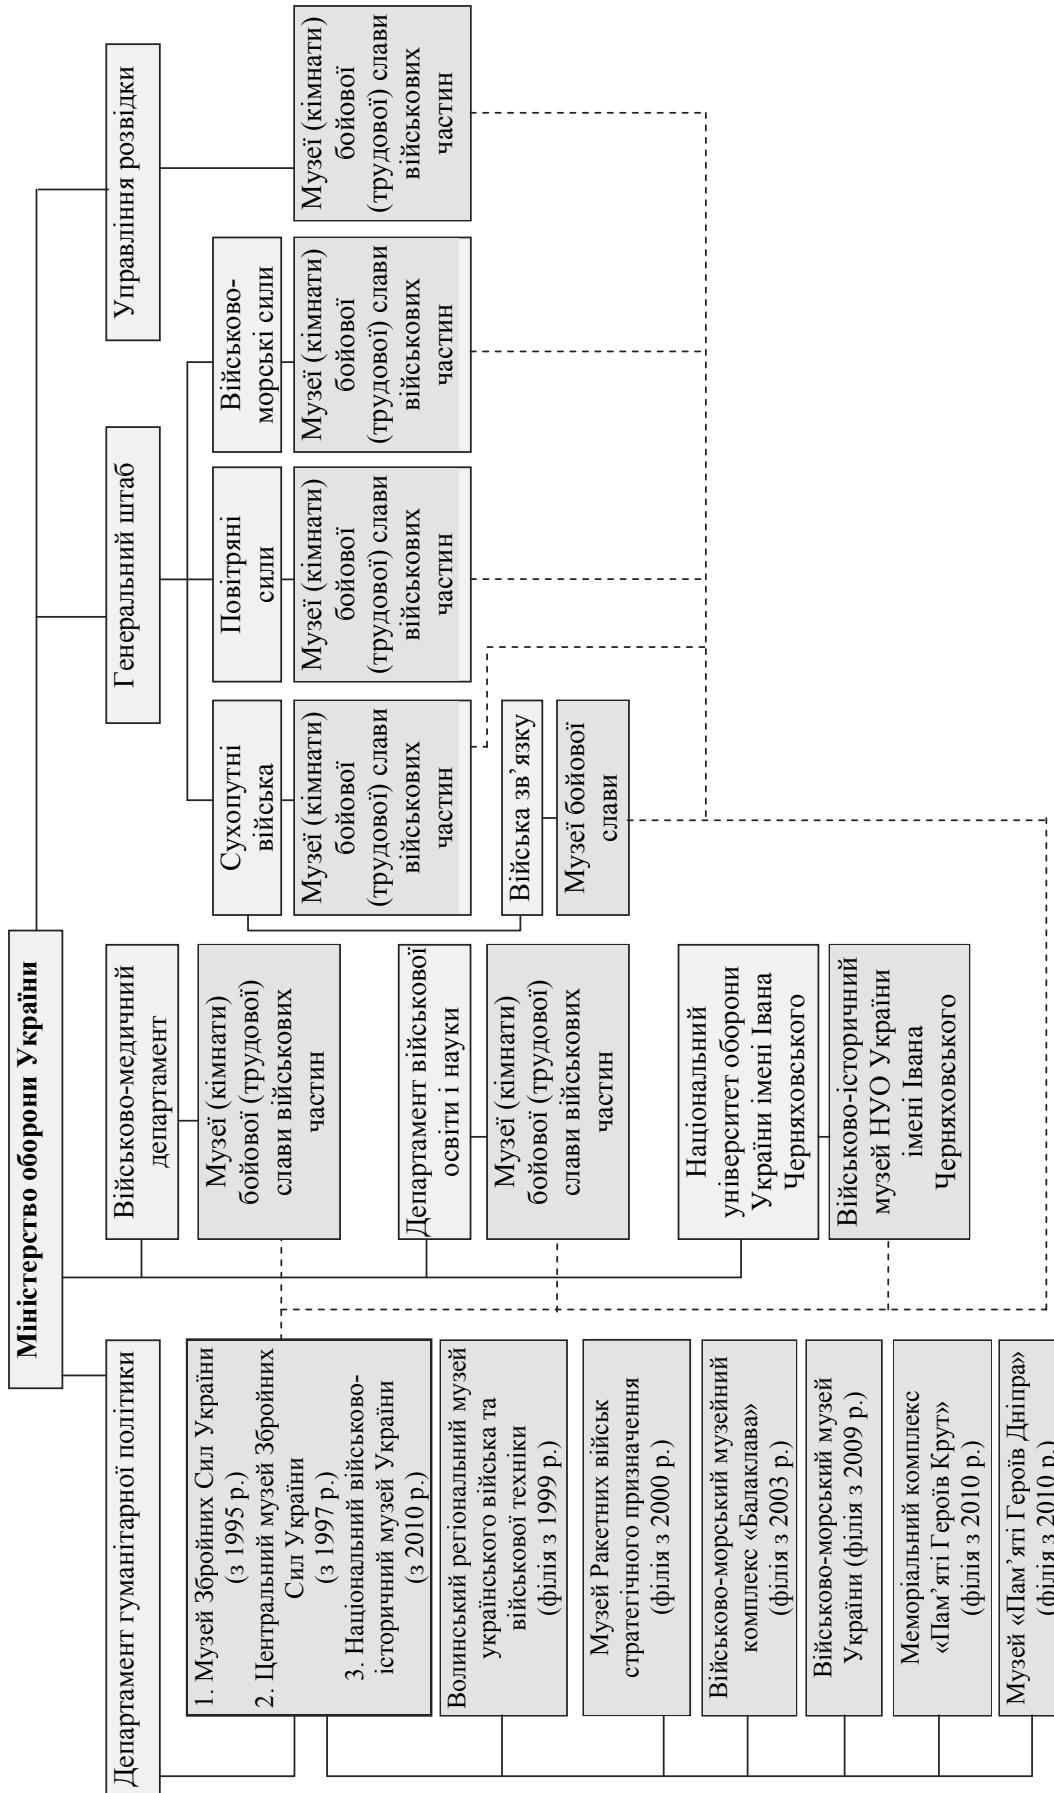 Міністерство оборони України
Департамент гуманітарної політики
1. Музей Збройних Сил України
(з 1995 р.)
2. Центральний музей Збройних
Сил України
(з 1997 р.)
3. Національний військово-
історичний музей України
(з 2010 р.)
Волинський регіональний музей
українського війська та
військової техніки
(філія з 1999 р.)
Музей Ракетних військ
стратегічного призначення
(філія з 2000 р.)
Військово-морський музейний
комплекс «Балаклава»
(філія з 2003 р.)
Військово-морський музей
України (філія з 2009 р.)
Меморіальний комплекс
«Пам’яті Героїв Крут»
(філія з 2010 р.)
Музей «Пам’яті Героїв Дніпра»
(філія з 2010 р.)
Військово-медичний
департамент
Музеї (кімнати)
бойової (трудової)
слави військових
частин
Департамент військової
освіти і науки
Музеї (кімнати)
бойової (трудової)
слави військових
частин
Національний
університет оборони
України імені Івана
Черняховського
Військово-історичний
музей НУО України
імені Івана
Черняховського
Генеральний штаб
Сухопутні
війська
Музеї (кімнати)
бойової
(трудової) слави
військових
частин
Війська зв’язку
Музеї бойової
слави
Повітряні
сили
Музеї (кімнати)
бойової
(трудової) слави
військових
частин
Військово-
морські сили
Музеї (кімнати)
бойової
(трудової) слави
військових
частин
Управління розвідки
Музеї (кімнати)
бойової
(трудової) слави
військових
частин